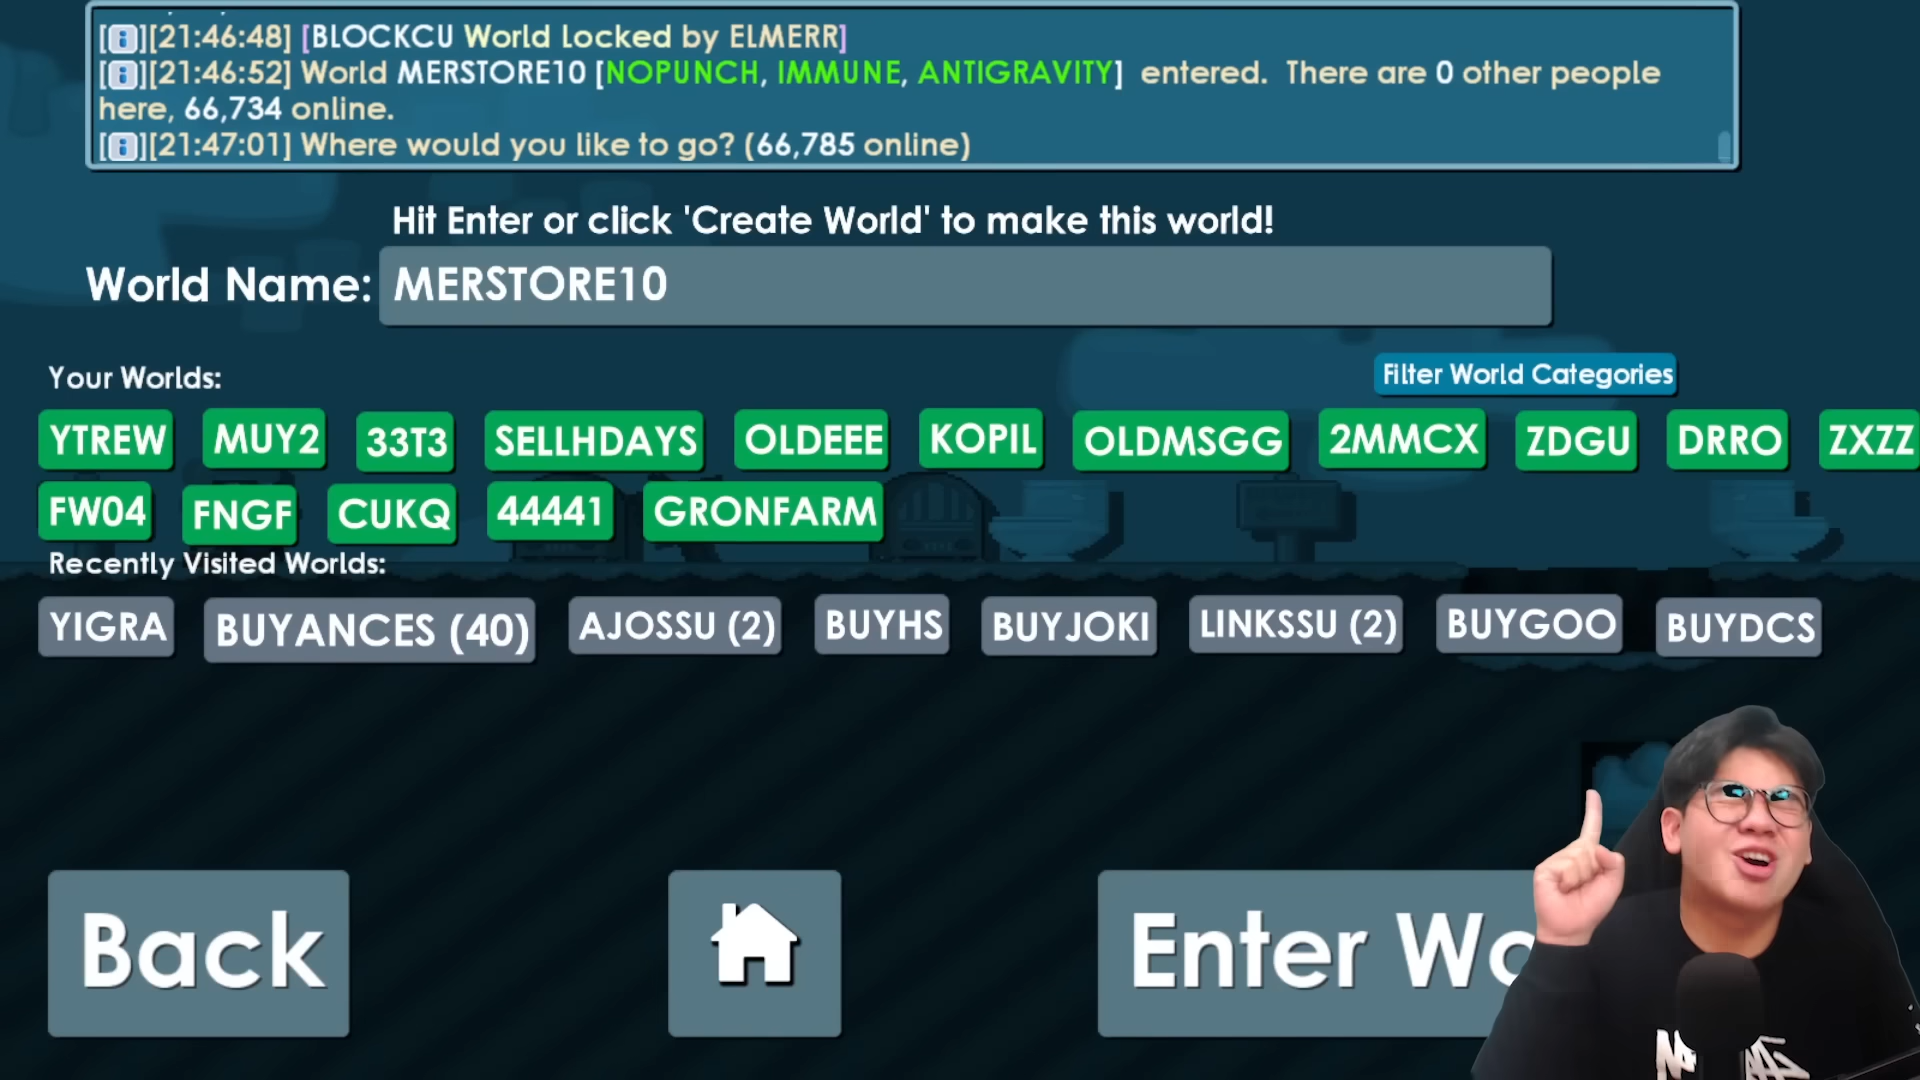 [i][21:46:48] [BLOCKCU World Locked by ELMERR]
[i][21:46:52] World MERSTORE10 [NOPUNCH, IMMUNE, ANTIGRAVITY] entered. There are 0 other people
here, 66,734 online.
[i][21:47:01] Where would you like to go? (66,785 online)
Hit Enter or click 'Create World' to make this world!
World Name: MERSTORE10
Your Worlds:
Filter World Categories
YTREW MUY2 33T3 SELLHDAYS OLDEEE KOPIL OLDMSGG 2MMCX ZDGU DRRO ZXZZ
FW04 FNGF CUKQ 44441 GRONFARM
Recently Visited Worlds:
YIGRA BUYANCES (40) AJOSSU (2) BUYHS BUYJOKI LINKSSU (2) BUYGOO BUYDCS
Back Enter Wo